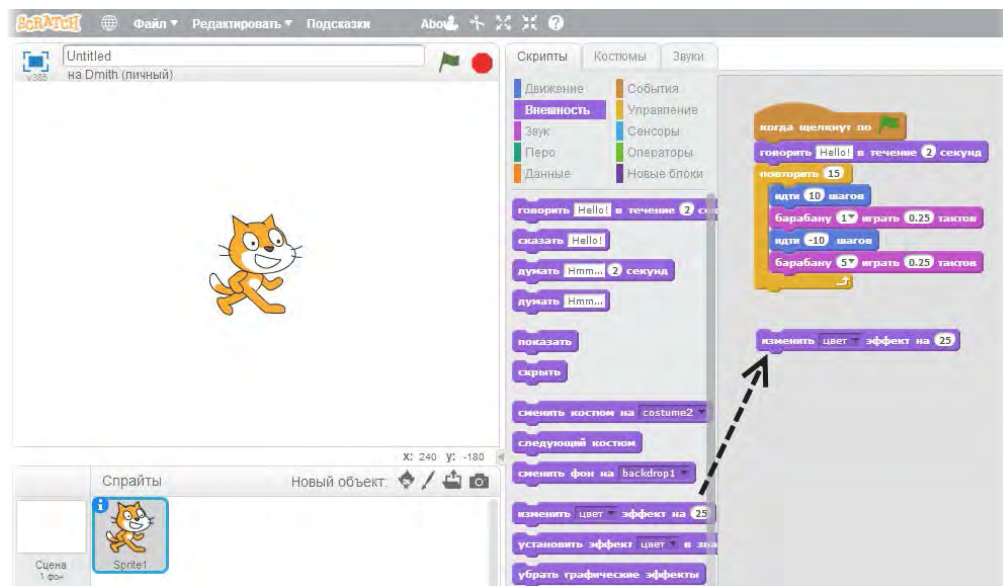 SCRATCH Файл Редактировать Подсказки About
v385
Untitled
на Dmith (личный)
Скрипты Костюмы Звуки
Движение События
Внешность Управление
Звук Сенсоры
Перо Операторы
Данные Новые блоки
говорить Hello! в течение 2 сек
сказать Hello!
думать Hmm... 2 секунд
думать Hmm...
показать
скрыть
сменить костюм на costume2
следующий костюм
сменить фон на backdrop1
изменить цвет эффект на 25
установить эффект цвет в зна
убрать графические эффекты
когда щелкнут по
говорить Hello! в течение 2 секунд
повторить 15
идти 10 шагов
барабану 1 играть 0.25 тактов
идти -10 шагов
барабану 5 играть 0.25 тактов
изменить цвет эффект на 25
X: 240 y: -180
Спрайты Новый объект:
Сцена
1 фон
Sprite1